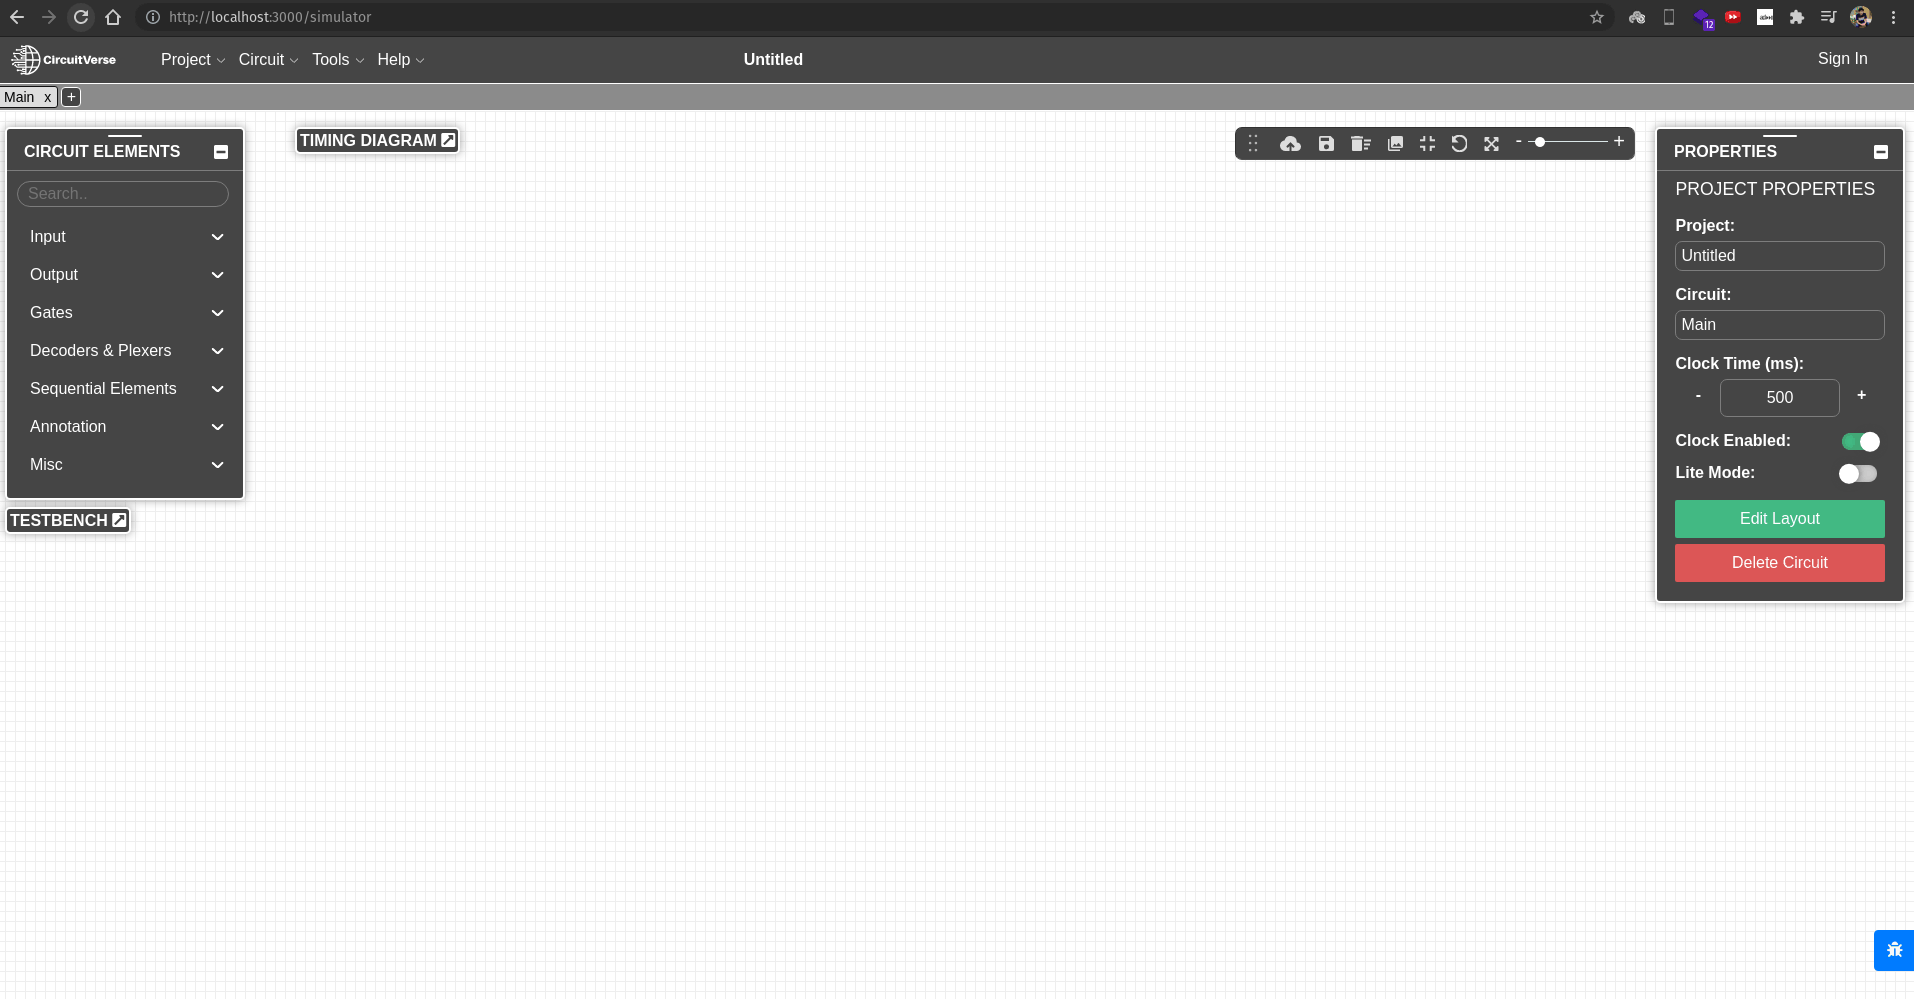 http://localhost:3000/simulator
12
CircuitVerse Project Circuit Tools Help Untitled Sign In
Main x +
CIRCUIT ELEMENTS
Search..
Input
Output
Gates
Decoders & Plexers
Sequential Elements
Annotation
Misc
TESTBENCH
TIMING DIAGRAM
- +
PROPERTIES
PROJECT PROPERTIES
Project:
Untitled
Circuit:
Main
Clock Time (ms):
- 500 +
Clock Enabled:
Lite Mode:
Edit Layout
Delete Circuit